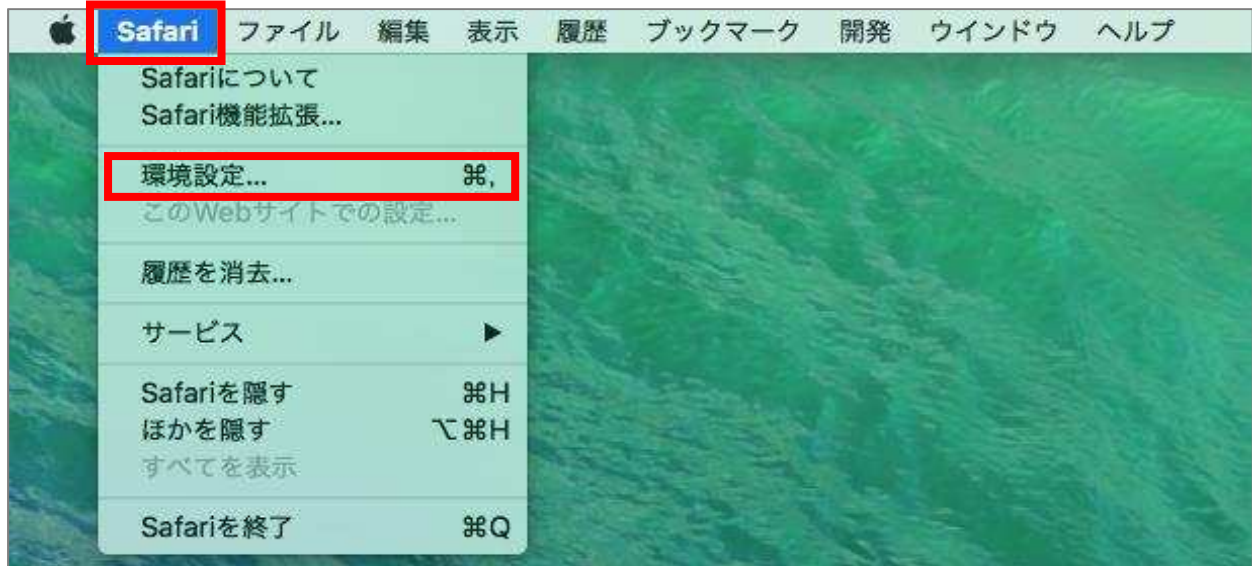 Safari ファイル 編集 表示 履歴 ブックマーク 開発 ウインドウ ヘルプ
Safariについて
Safari機能拡張...
環境設定... ⌘,
このWebサイトでの設定...
履歴を消去...
サービス ▶
Safariを隠す ⌘H
ほかを隠す ⌥⌘H
すべてを表示
Safariを終了 ⌘Q